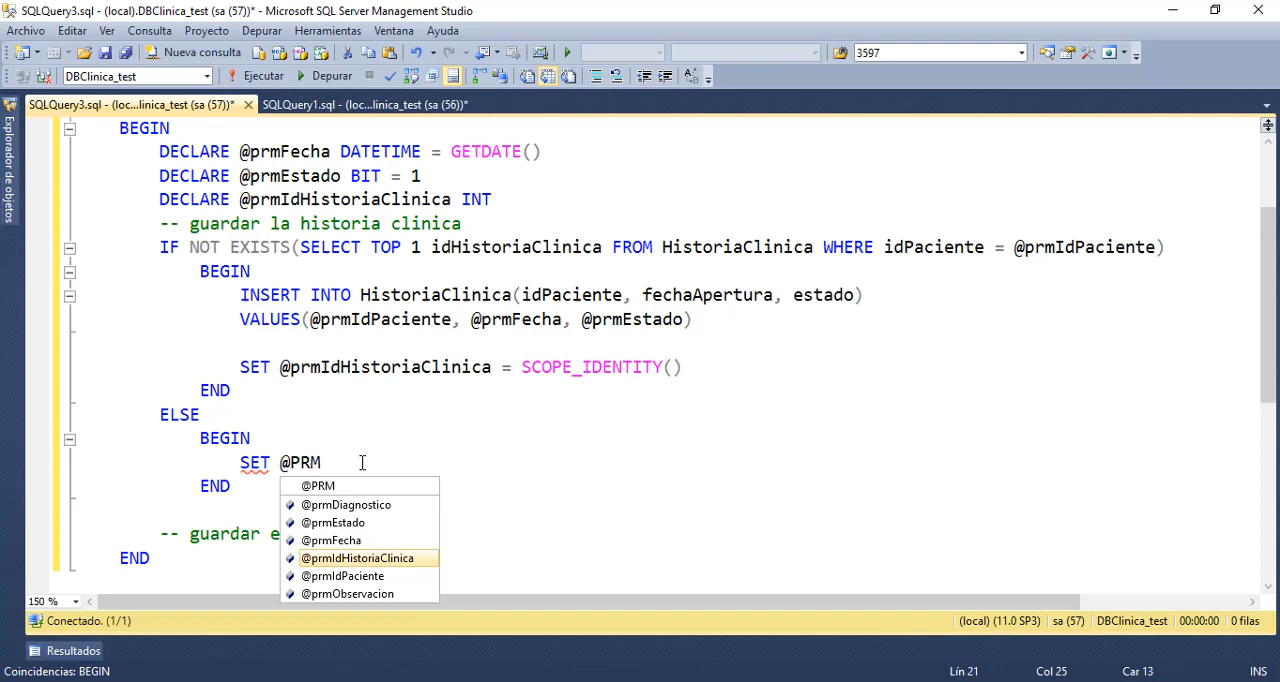 SQLQuery3.sql - (local).DBClinica_test (sa (57))* - Microsoft SQL Server Management Studio
Archivo Editar Ver Consulta Proyecto Depurar Herramientas Ventana Ayuda
Nueva consulta 3597
DBClinica_test Ejecutar Depurar
SQLQuery3.sql - (loc...linica_test (sa (57))* SQLQuery1.sql - (loc...linica_test (sa (56))*
Explorador de objetos
BEGIN
DECLARE @prmFecha DATETIME = GETDATE()
DECLARE @prmEstado BIT = 1
DECLARE @prmIdHistoriaClinica INT
-- guardar la historia clinica
IF NOT EXISTS(SELECT TOP 1 idHistoriaClinica FROM HistoriaClinica WHERE idPaciente = @prmIdPaciente)
BEGIN
INSERT INTO HistoriaClinica(idPaciente, fechaApertura, estado)
VALUES(@prmIdPaciente, @prmFecha, @prmEstado)
SET @prmIdHistoriaClinica = SCOPE_IDENTITY()
END
ELSE
BEGIN
SET @PRM
END
@PRM
@prmDiagnostico
@prmEstado
@prmFecha
@prmIdHistoriaClinica
@prmIdPaciente
@prmObservacion
-- guardar e
END
150 %
Conectado. (1/1) (local) (11.0 SP3) sa (57) DBClinica_test 00:00:00 0 filas
Resultados
Coincidencias: BEGIN Lín 21 Col 25 Car 13 INS